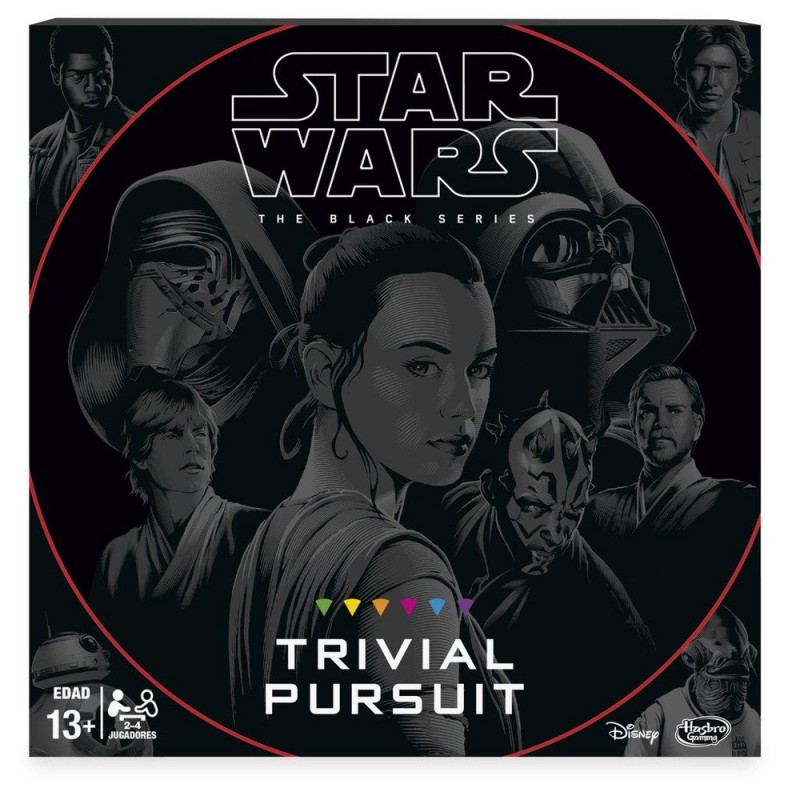 STAR
WARS
THE BLACK SERIES
TRIVIAL
PURSUIT
EDAD
13+
2-4
JUGADORES
Disney
Hasbro
Gaming